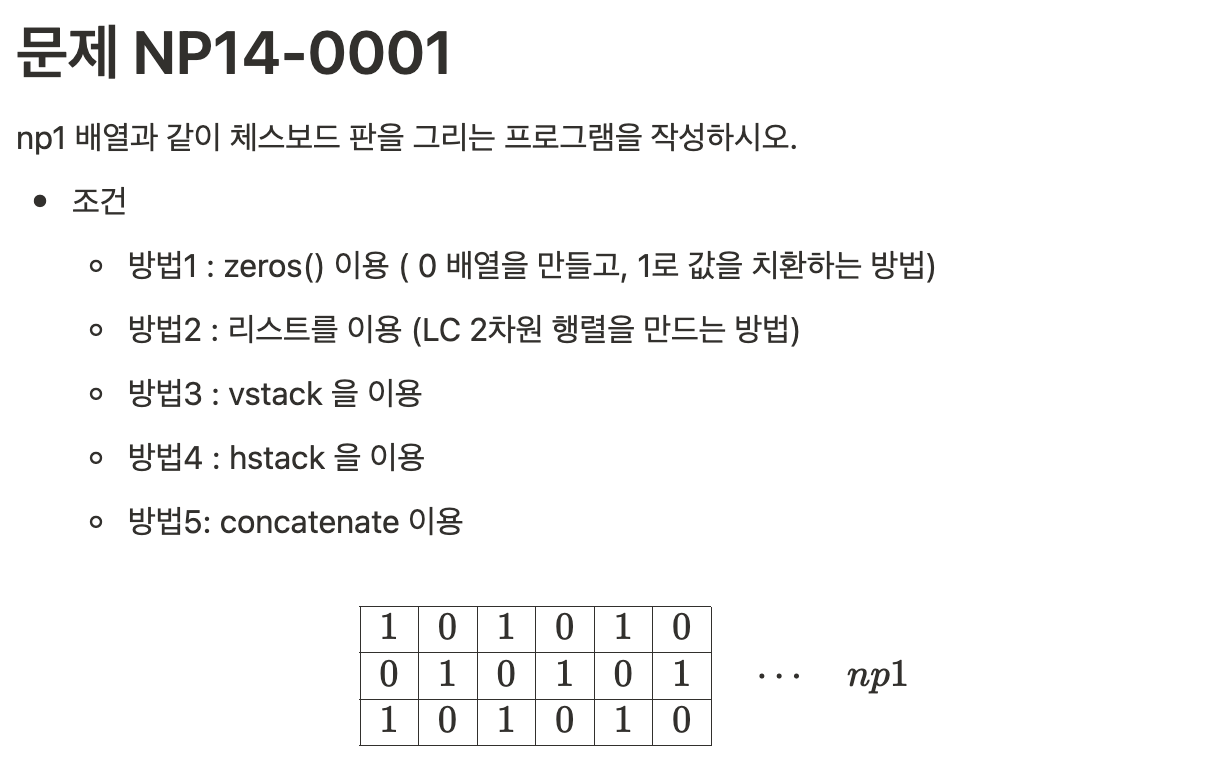 문제 NP14-0001
np1 배열과 같이 체스보드 판을 그리는 프로그램을 작성하시오.
• 조건
◦ 방법1 : zeros() 이용 ( 0 배열을 만들고, 1로 값을 치환하는 방법)
◦ 방법2 : 리스트를 이용 (LC 2차원 행렬을 만드는 방법)
◦ 방법3 : vstack 을 이용
◦ 방법4 : hstack 을 이용
◦ 방법5: concatenate 이용
1 0 1 0 1 0
0 1 0 1 0 1 ··· np1
1 0 1 0 1 0